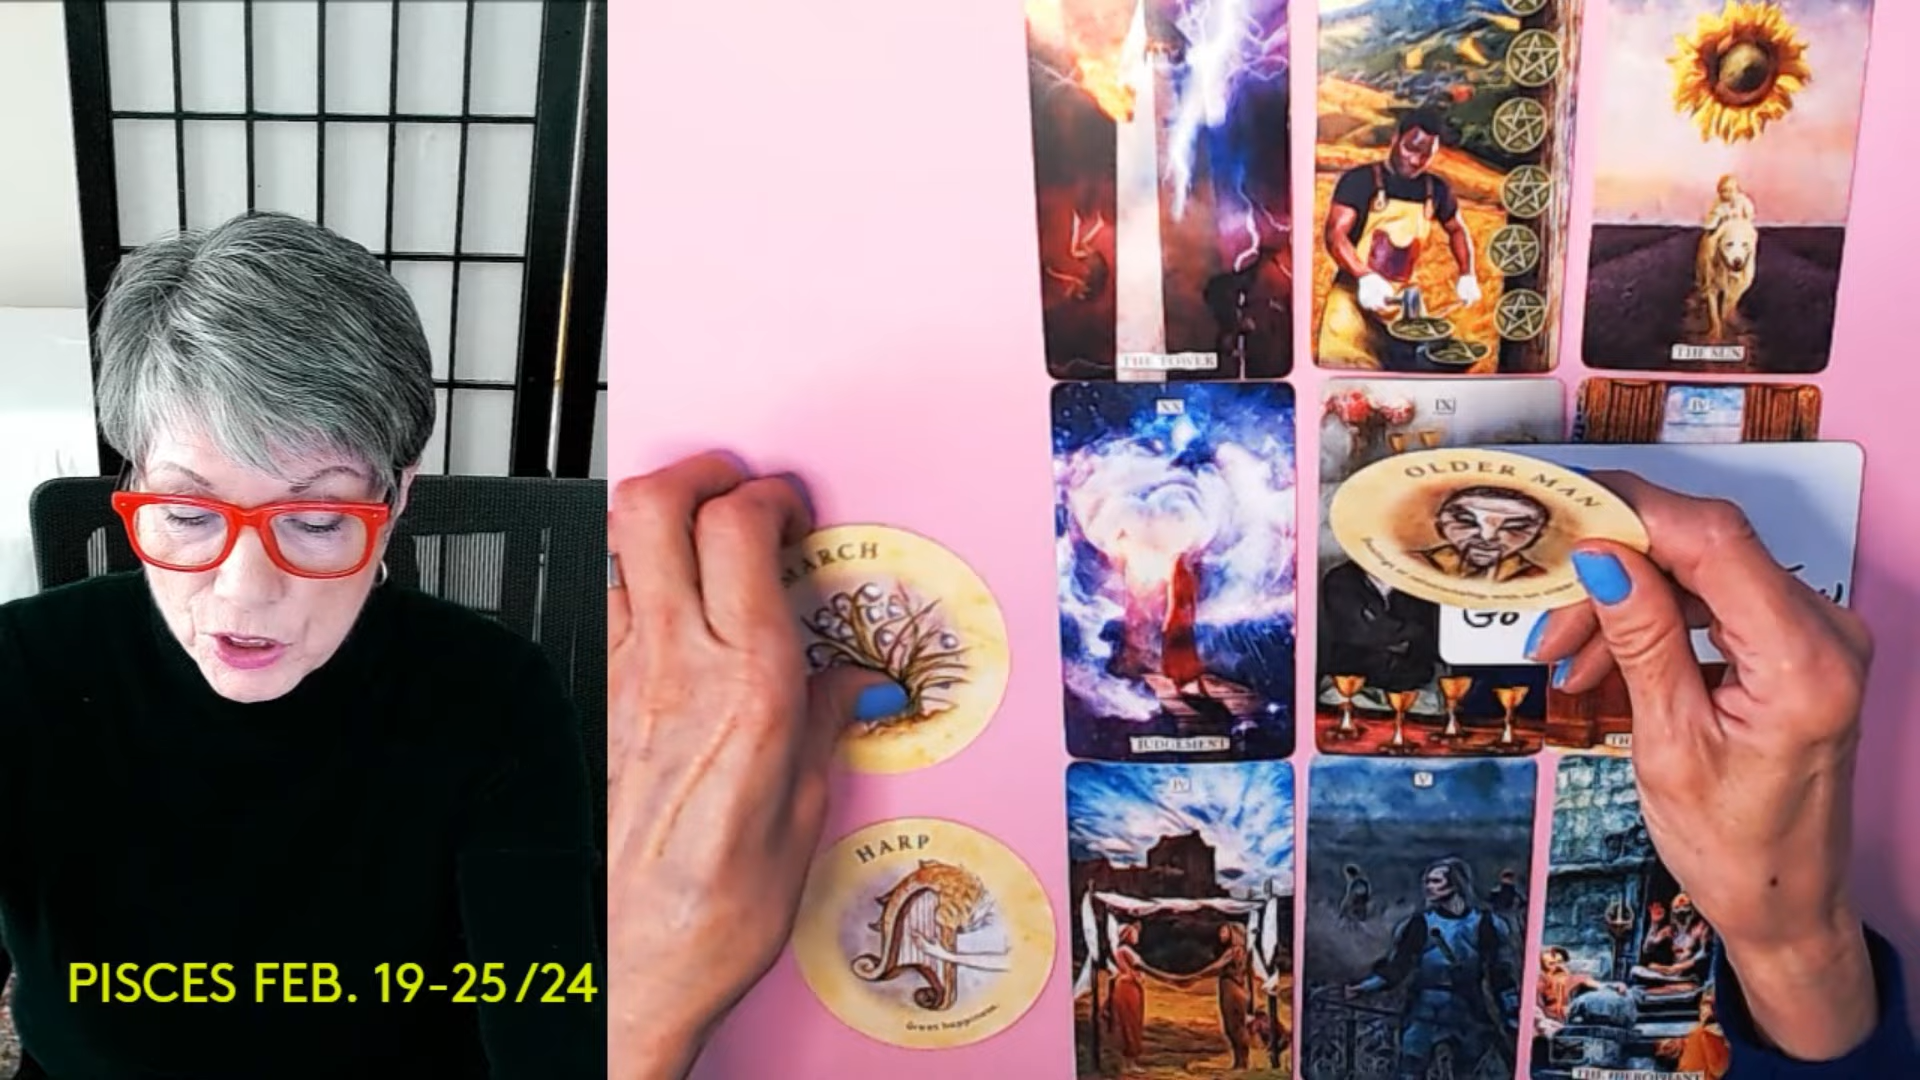 PISCES FEB. 19-25/24
MARCH
HARP
Great happiness.
THE TOWER
THE SUN
XX
JUDGEMENT
IX
IV
OLDER MAN
Go
TH
IV
V
THE HIEROPHANT